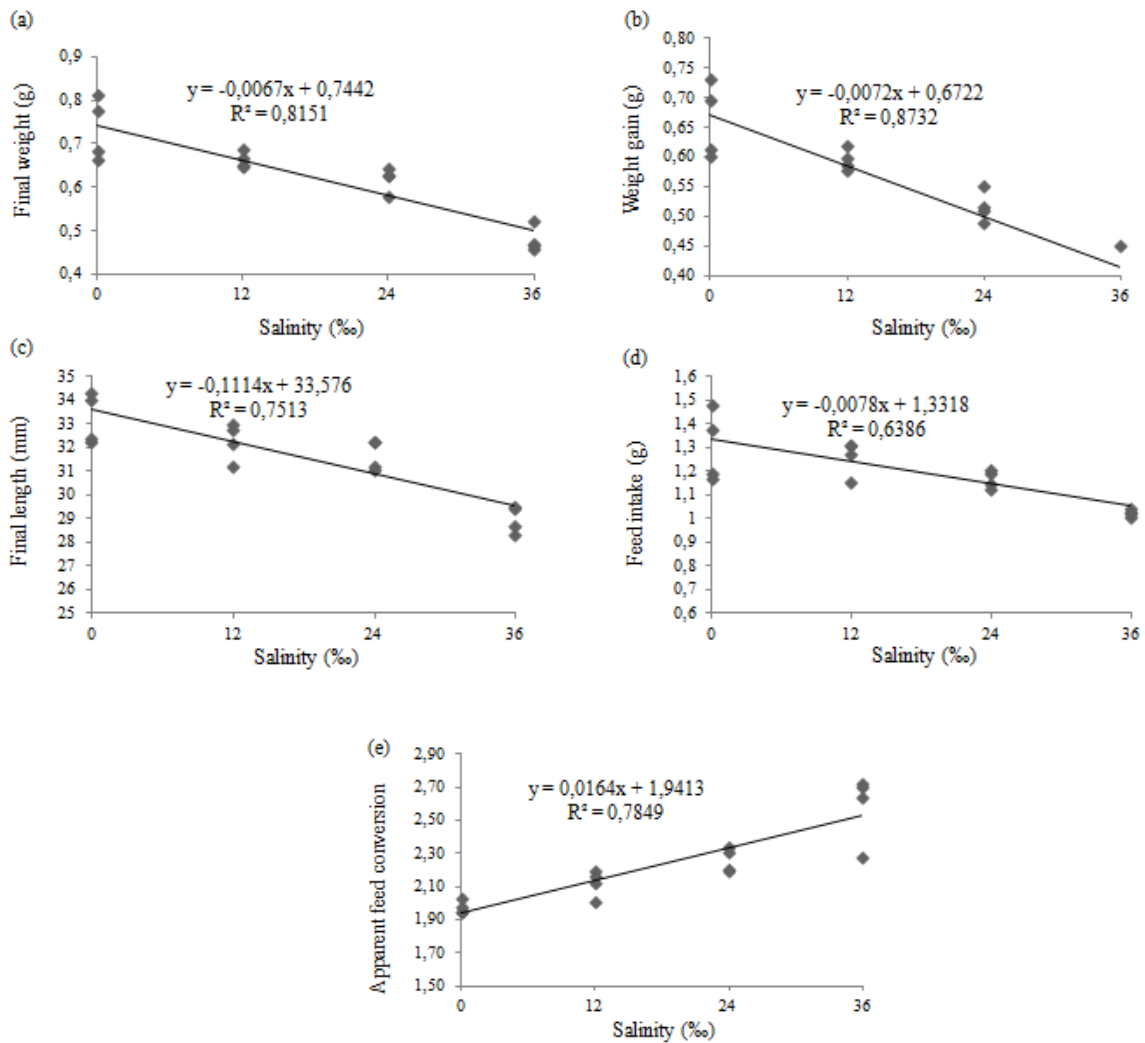 (a)
Final weight (g)
0,9
0,8
0,7
0,6
0,5
0,4
y = -0,0067x + 0,7442
R² = 0,8151
0 12 24 36
Salinity (‰)
(b)
Weight gain (g)
0,80
0,75
0,70
0,65
0,60
0,55
0,50
0,45
0,40
y = -0,0072x + 0,6722
R² = 0,8732
0 12 24 36
Salinity (‰)
(c)
Final length (mm)
35
34
33
32
31
30
29
28
27
26
25
y = -0,1114x + 33,576
R² = 0,7513
0 12 24 36
Salinity (‰)
(d)
Feed intake (g)
1,6
1,5
1,4
1,3
1,2
1,1
1
0,9
0,8
0,7
0,6
y = -0,0078x + 1,3318
R² = 0,6386
0 12 24 36
Salinity (‰)
(e)
Apparent feed conversion
2,90
2,70
2,50
2,30
2,10
1,90
1,70
1,50
y = 0,0164x + 1,9413
R² = 0,7849
0 12 24 36
Salinity (‰)